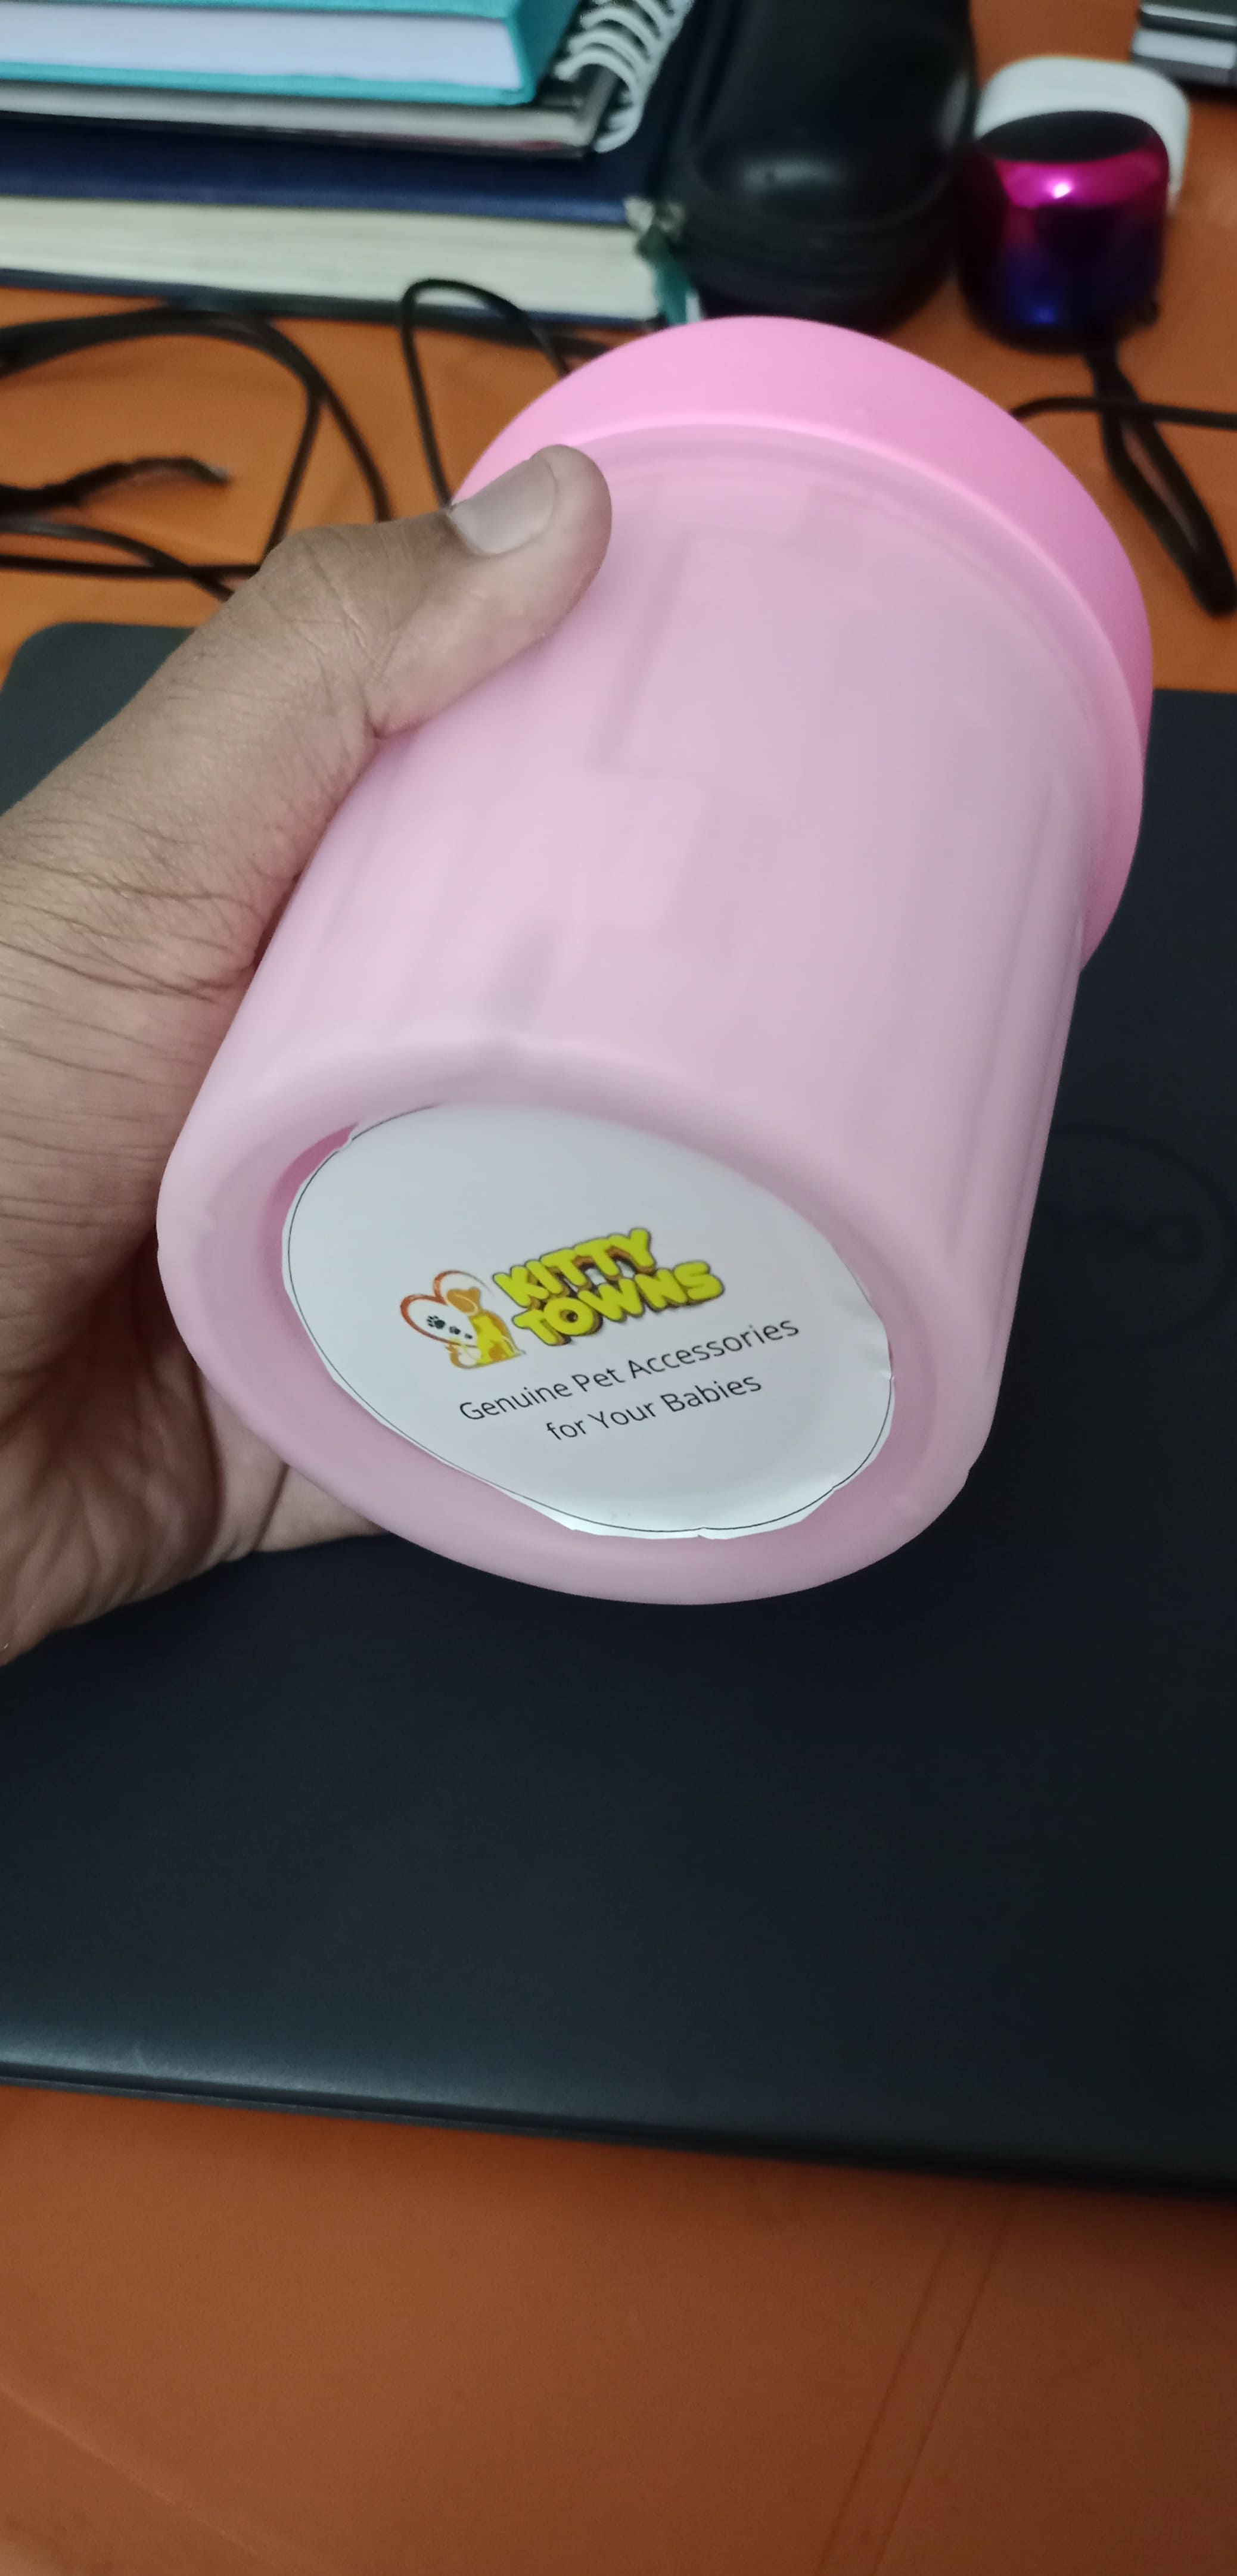 KITTY
TOWNS
Genuine Pet Accessories
for Your Babies